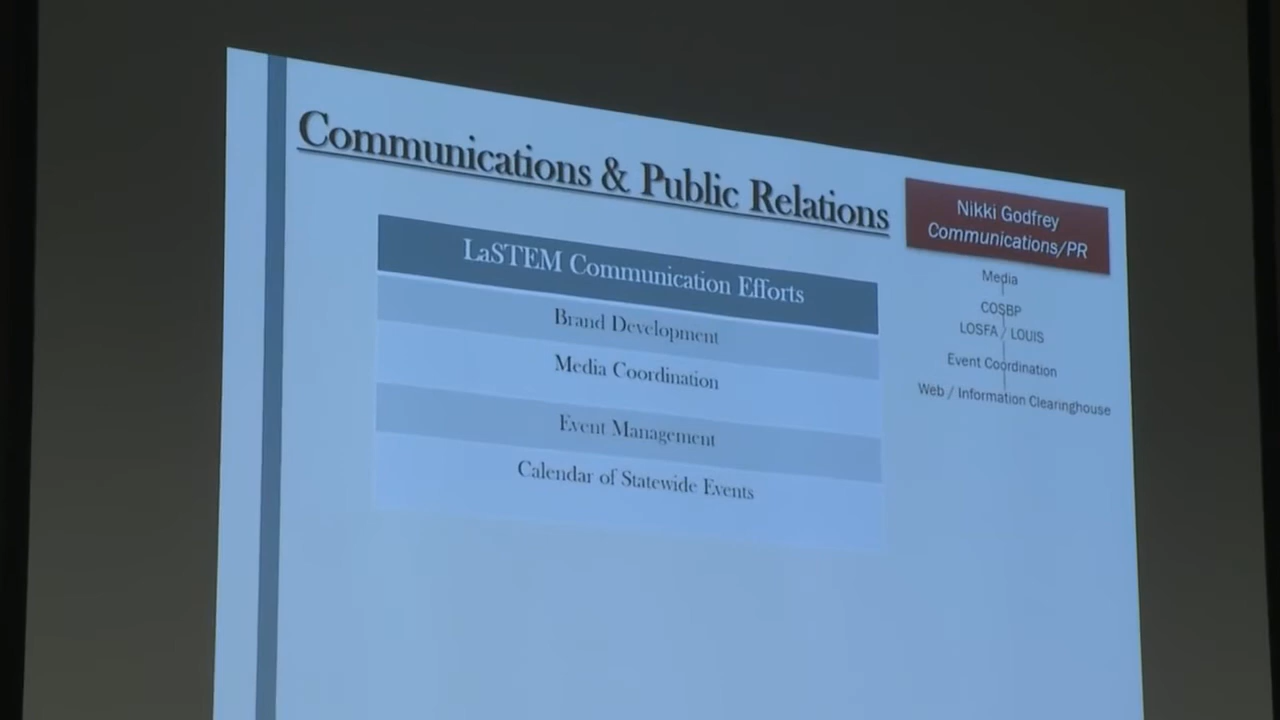 Communications & Public Relations
LaSTEM Communication Efforts
Brand Development
Media Coordination
Event Management
Calendar of Statewide Events
Nikki Godfrey
Communications/PR
Media
COSBP
LOSFA / LOUIS
Event Coordination
Web / Information Clearinghouse